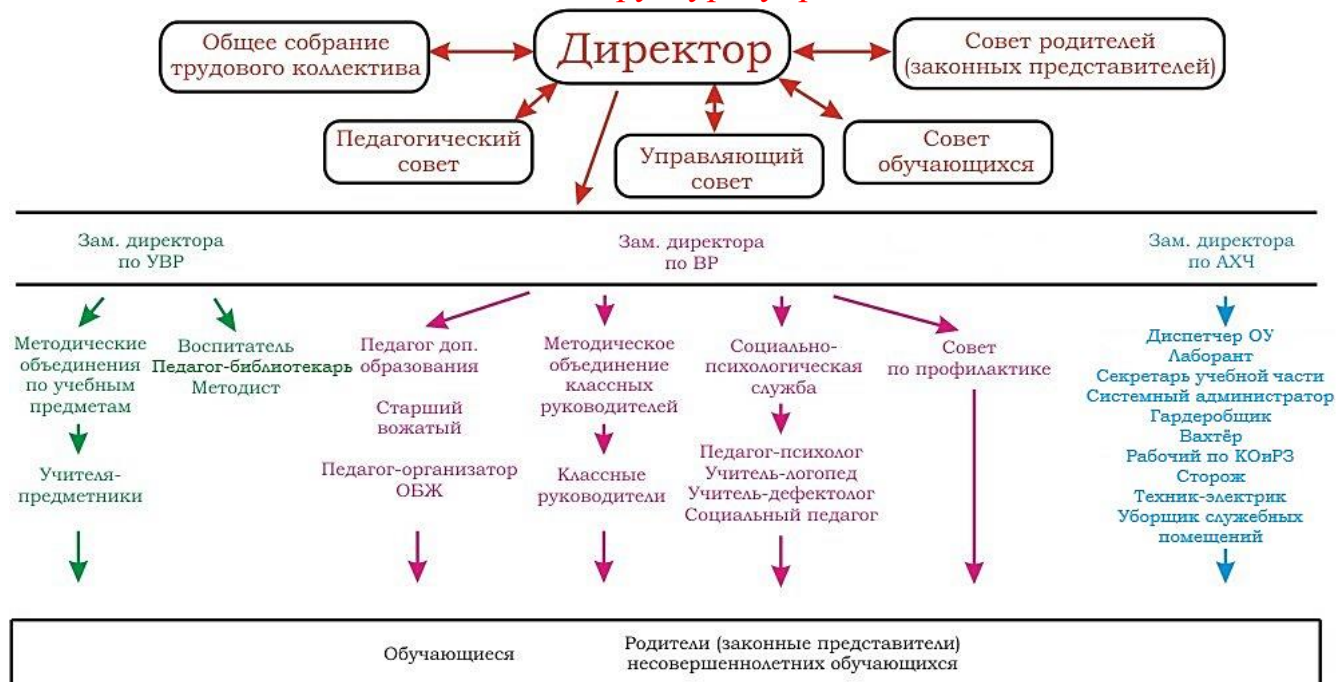 Общее собрание
трудового коллектива
Директор
Совет родителей
(законных представителей)
Педагогический
совет
Управляющий
совет
Совет
обучающихся
Зам. директора
по УВР
Зам. директора
по ВР
Зам. директора
по АХЧ
Методические
объединения
по учебным
предметам
Учителя-
предметники
Воспитатель
Педагог-библиотекарь
Методист
Педагог доп.
образования
Старший
вожатый
Педагог-организатор
ОБЖ
Методическое
объединение
классных
руководителей
Классные
руководители
Социально-
психологическая
служба
Педагог-психолог
Учитель-логопед
Учитель-дефектолог
Социальный педагог
Совет
по профилактике
Диспетчер ОУ
Лаборант
Секретарь учебной части
Системный администратор
Гардеробщик
Вахтёр
Рабочий по КОиРЗ
Сторож
Техник-электрик
Уборщик служебных
помещений
Обучающиеся
Родители (законные представители)
несовершеннолетних обучающихся